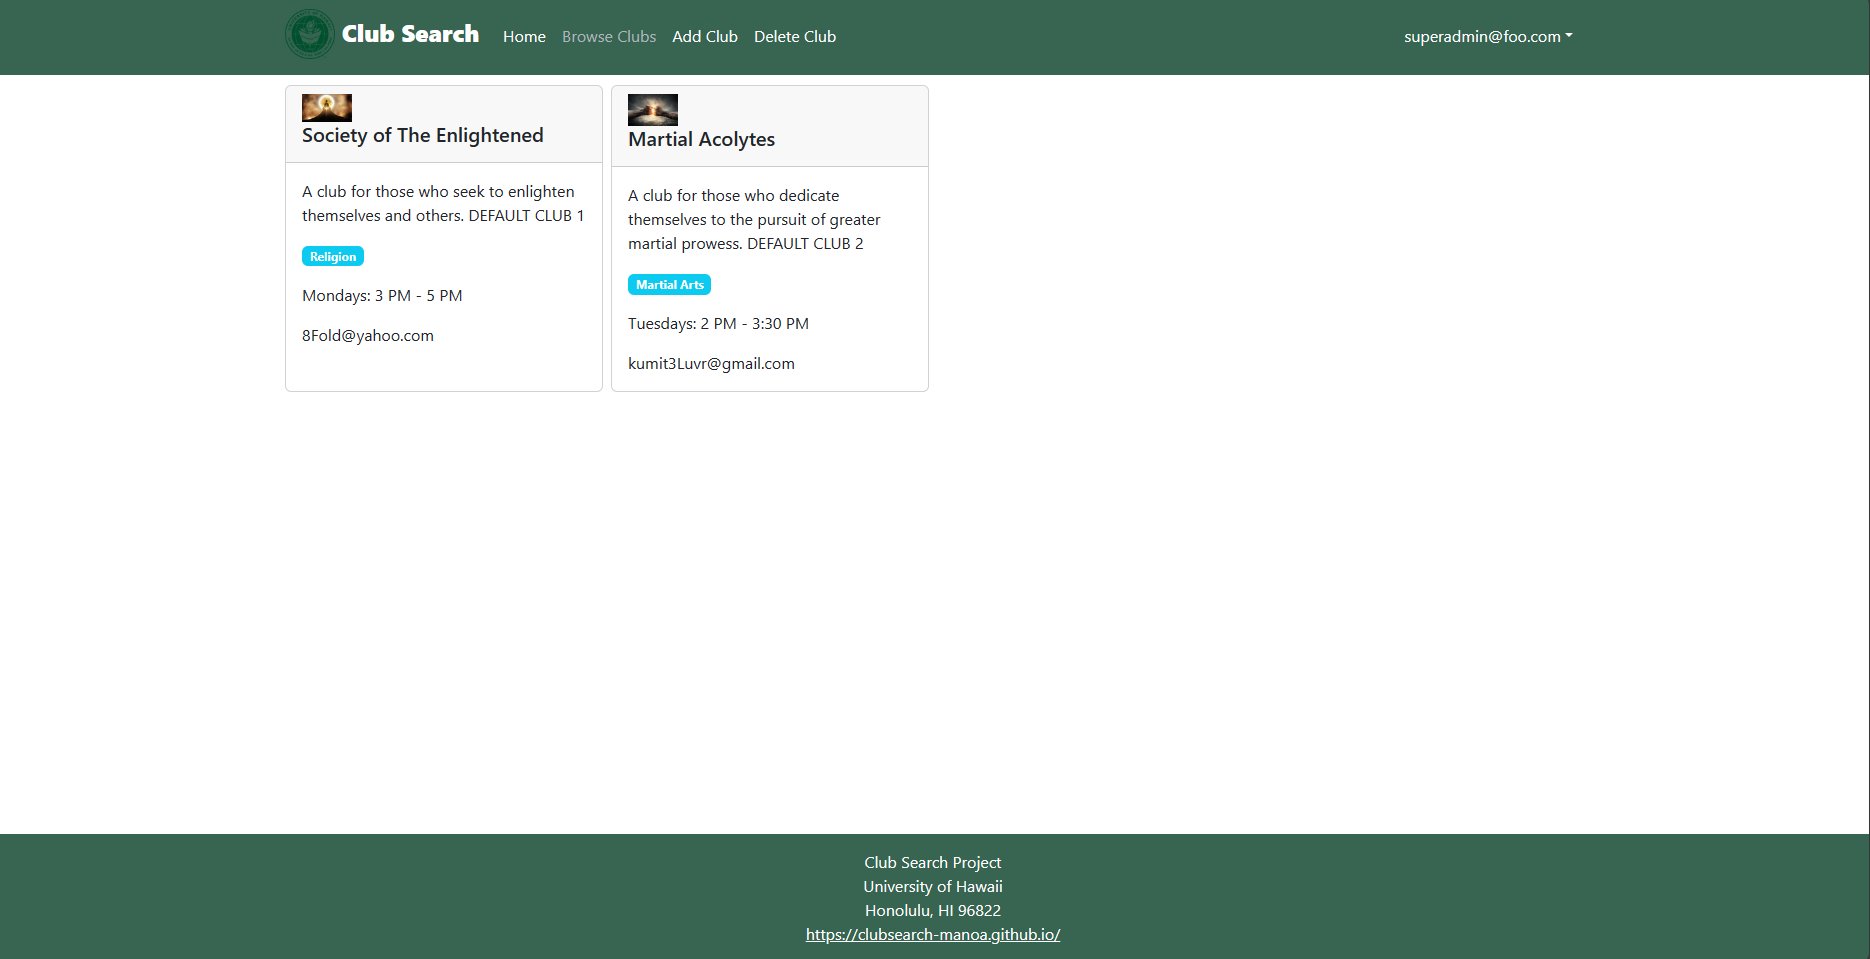 Club Search
Home
Browse Clubs
Add Club
Delete Club
superadmin@foo.com
Society of The Enlightened
A club for those who seek to enlighten
themselves and others. DEFAULT CLUB 1
Religion
Mondays: 3 PM - 5 PM
8Fold@yahoo.com
Martial Acolytes
A club for those who dedicate
themselves to the pursuit of greater
martial prowess. DEFAULT CLUB 2
Martial Arts
Tuesdays: 2 PM - 3:30 PM
kumit3Luvr@gmail.com
Club Search Project
University of Hawaii
Honolulu, HI 96822
https://clubsearch-manoa.github.io/